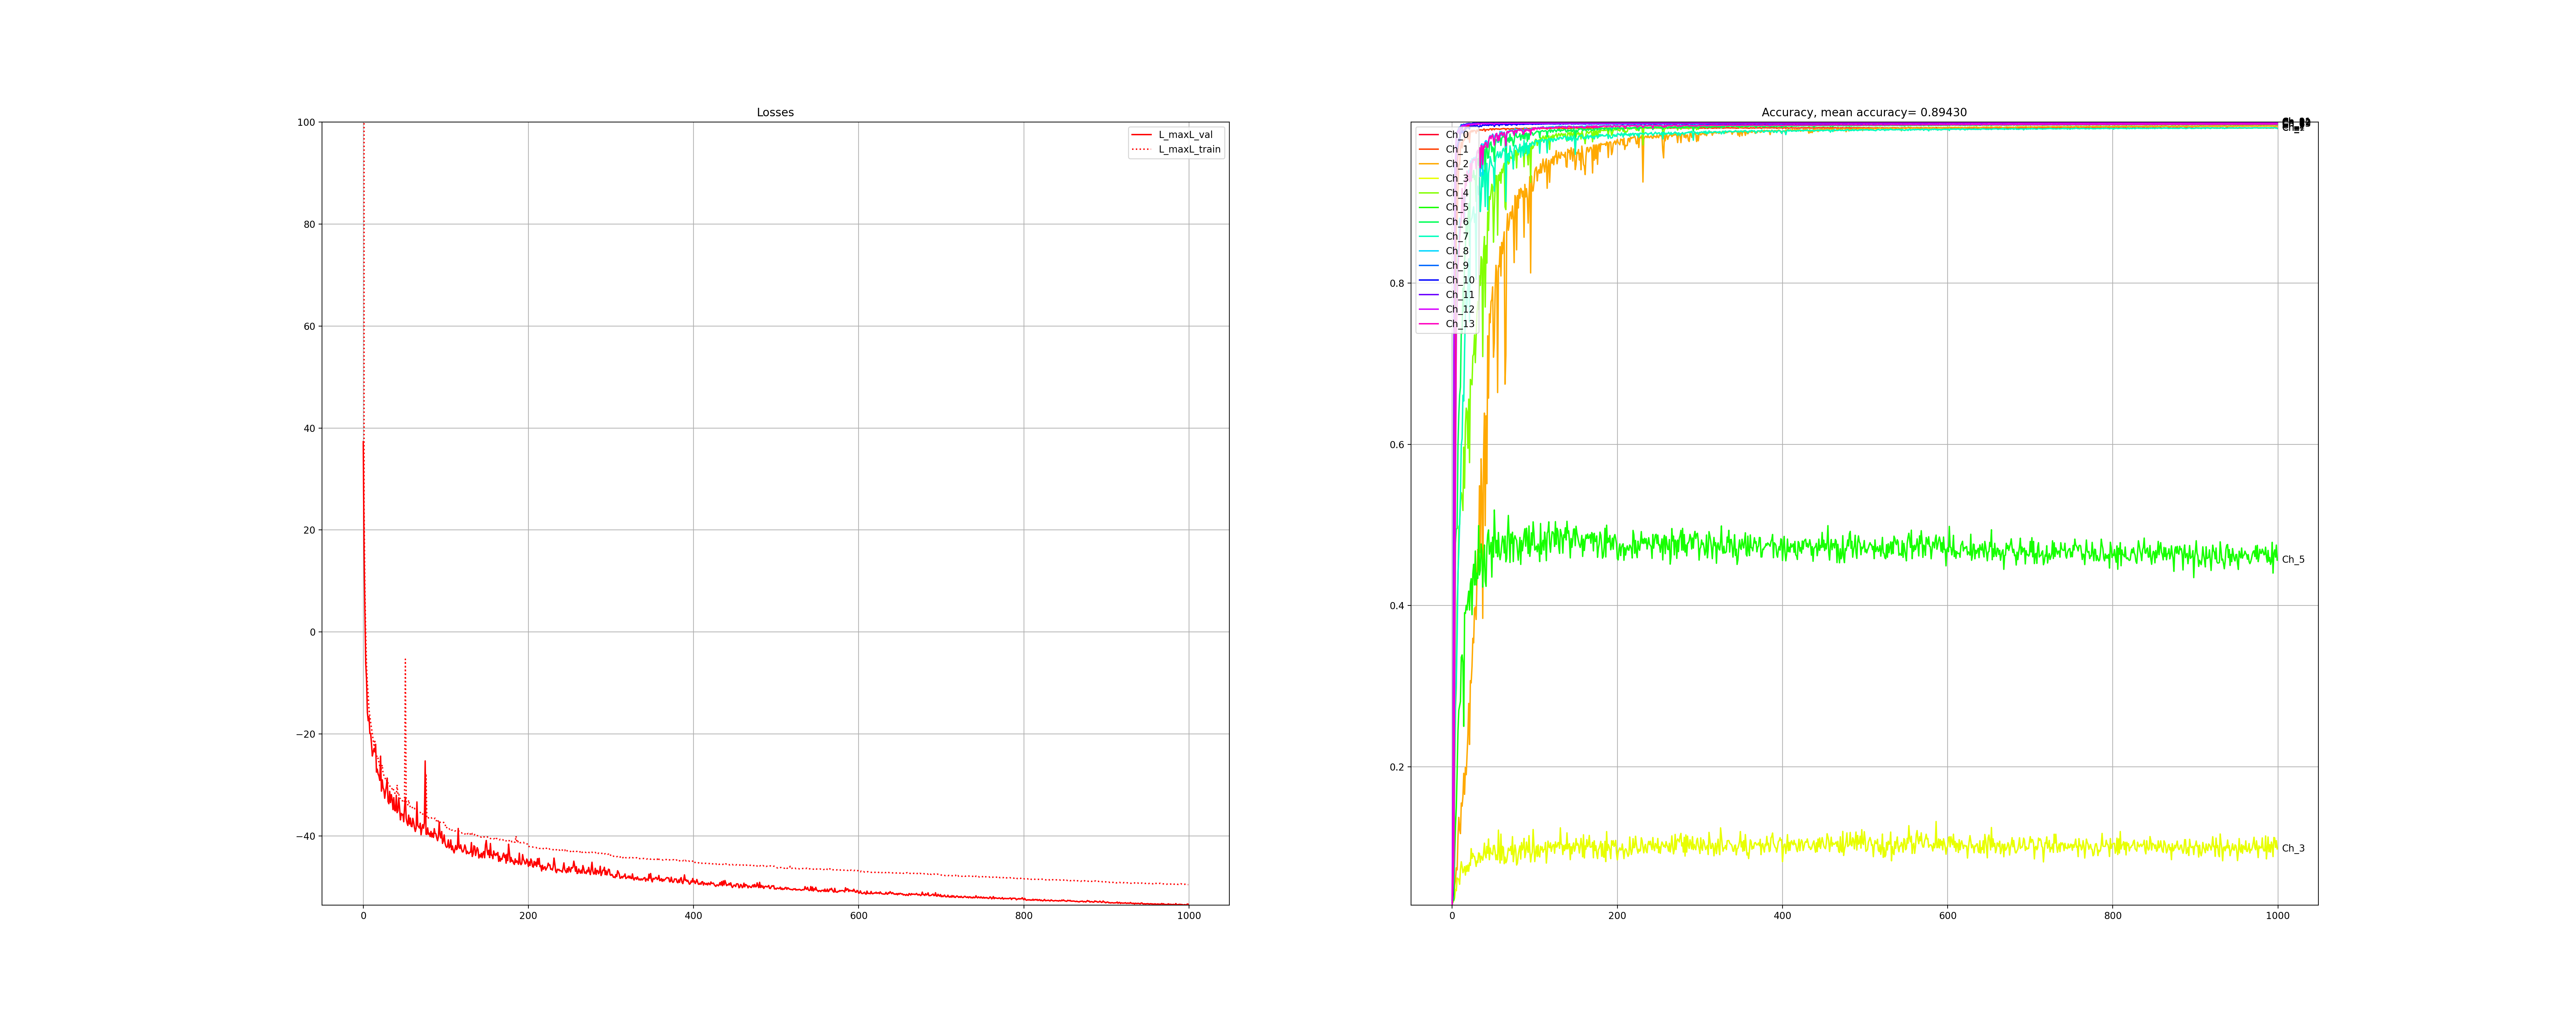 Losses
100
80
60
40
20
0
−20
−40
0 200 400 600 800 1000
L_maxL_val
L_maxL_train
Accuracy, mean accuracy= 0.89430
0.8
0.6
0.4
0.2
0 200 400 600 800 1000
Ch_0
Ch_1
Ch_2
Ch_3
Ch_4
Ch_5
Ch_6
Ch_7
Ch_8
Ch_9
Ch_10
Ch_11
Ch_12
Ch_13
Ch_5
Ch_3